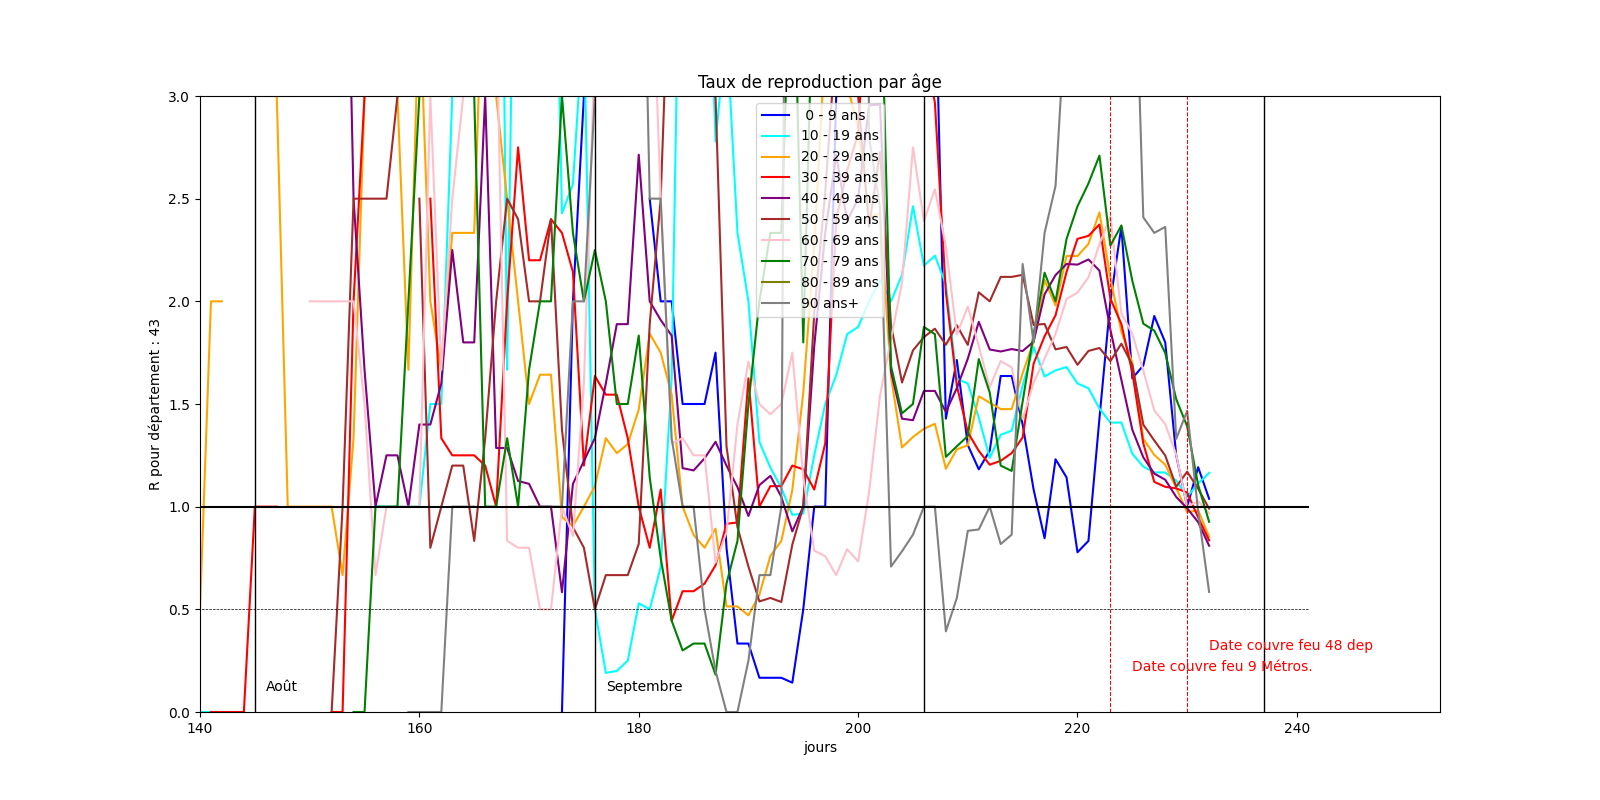 Taux de reproduction par âge
R pour département : 43
3.0
2.5
2.0
1.5
1.0
0.5
0.0
0 - 9 ans
10 - 19 ans
20 - 29 ans
30 - 39 ans
40 - 49 ans
50 - 59 ans
60 - 69 ans
70 - 79 ans
80 - 89 ans
90 ans+
Date couvre feu 48 dep
Date couvre feu 9 Métros.
Août
Septembre
140
160
180
200
220
240
jours